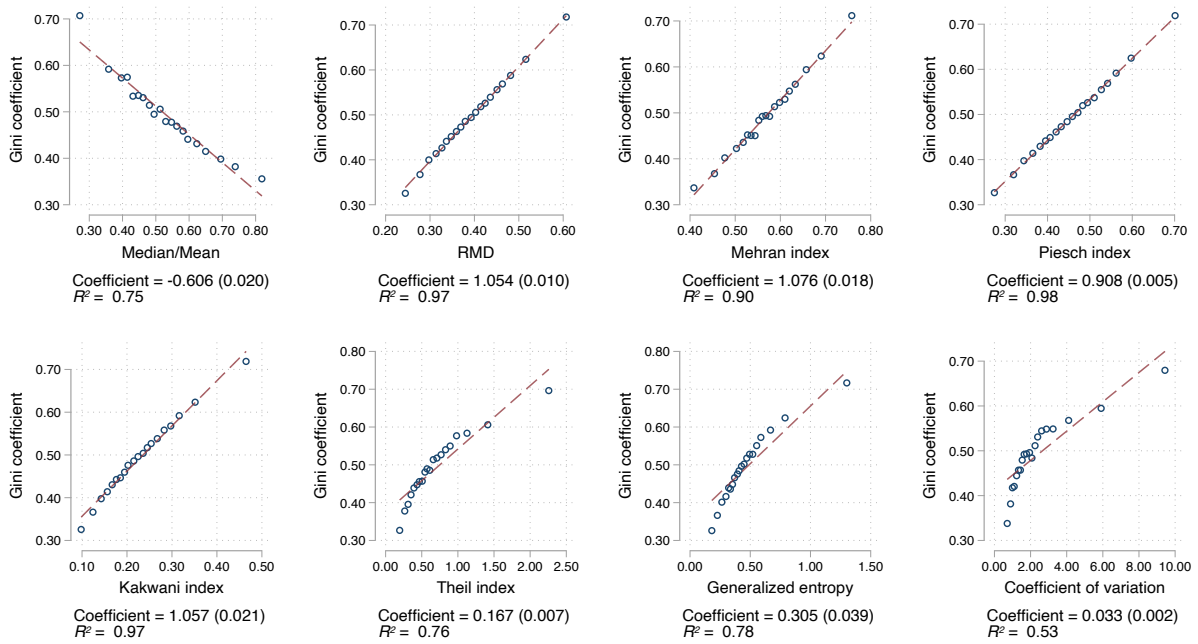 Gini coefficient
0.70
0.60
0.50
0.40
0.30
0.30 0.40 0.50 0.60 0.70 0.80
Median/Mean
Coefficient = -0.606 (0.020)
R² = 0.75
Gini coefficient
0.70
0.60
0.50
0.40
0.30
0.20 0.30 0.40 0.50 0.60
RMD
Coefficient = 1.054 (0.010)
R² = 0.97
Gini coefficient
0.70
0.60
0.50
0.40
0.30
0.40 0.50 0.60 0.70 0.80
Mehran index
Coefficient = 1.076 (0.018)
R² = 0.90
Gini coefficient
0.70
0.60
0.50
0.40
0.30
0.30 0.40 0.50 0.60 0.70
Piesch index
Coefficient = 0.908 (0.005)
R² = 0.98
Gini coefficient
0.70
0.60
0.50
0.40
0.30
0.10 0.20 0.30 0.40 0.50
Kakwani index
Coefficient = 1.057 (0.021)
R² = 0.97
Gini coefficient
0.80
0.70
0.60
0.50
0.40
0.30
0.00 0.50 1.00 1.50 2.00 2.50
Theil index
Coefficient = 0.167 (0.007)
R² = 0.76
Gini coefficient
0.80
0.70
0.60
0.50
0.40
0.30
0.00 0.50 1.00 1.50
Generalized entropy
Coefficient = 0.305 (0.039)
R² = 0.78
Gini coefficient
0.70
0.60
0.50
0.40
0.30
0.00 2.00 4.00 6.00 8.00 10.00
Coefficient of variation
Coefficient = 0.033 (0.002)
R² = 0.53